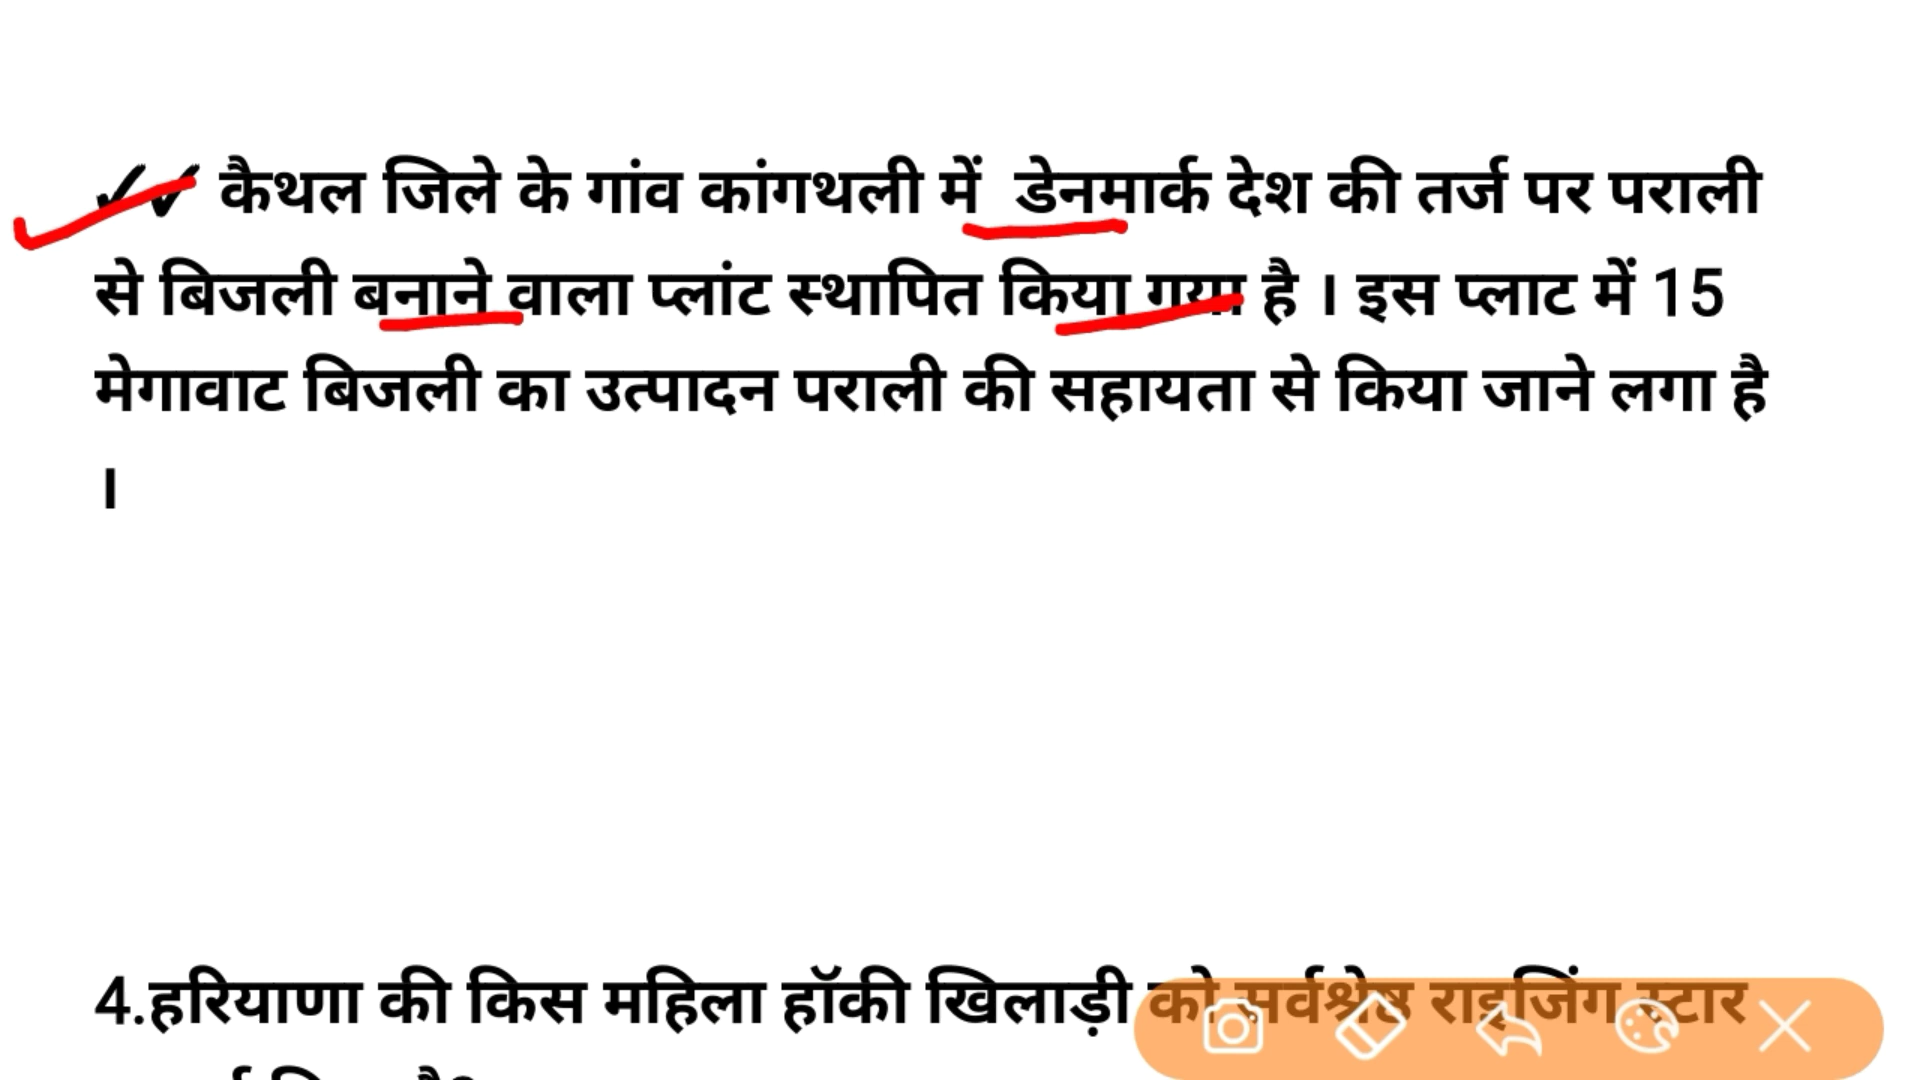 ✓✓ कैथल जिले के गांव कांगथली में डेनमार्क देश की तर्ज पर पराली
से बिजली बनाने वाला प्लांट स्थापित किया गया है । इस प्लाट में 15
मेगावाट बिजली का उत्पादन पराली की सहायता से किया जाने लगा है
।
4.हरियाणा की किस महिला हॉकी खिलाड़ी को सर्वश्रेष्ठ राइजिंग स्टार